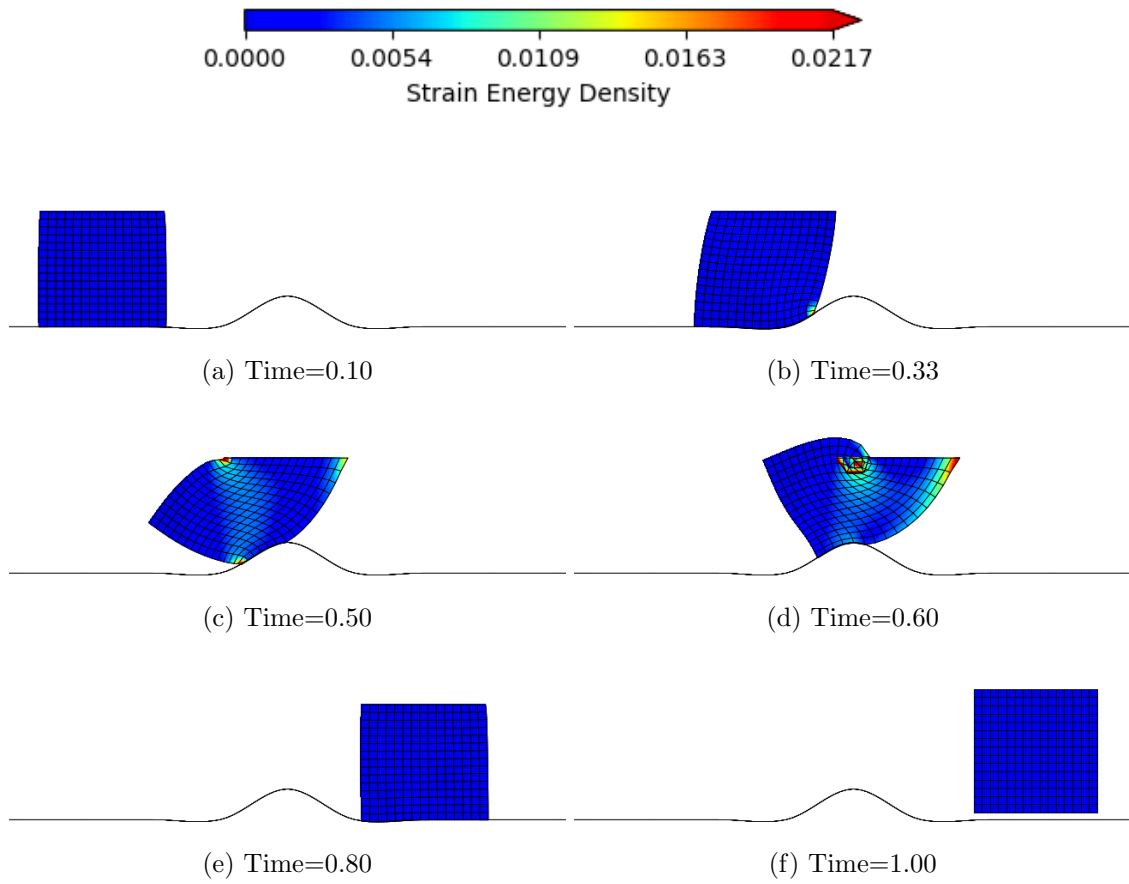 0.0000 0.0054 0.0109 0.0163 0.0217
Strain Energy Density
(a) Time=0.10
(b) Time=0.33
(c) Time=0.50
(d) Time=0.60
(e) Time=0.80
(f) Time=1.00